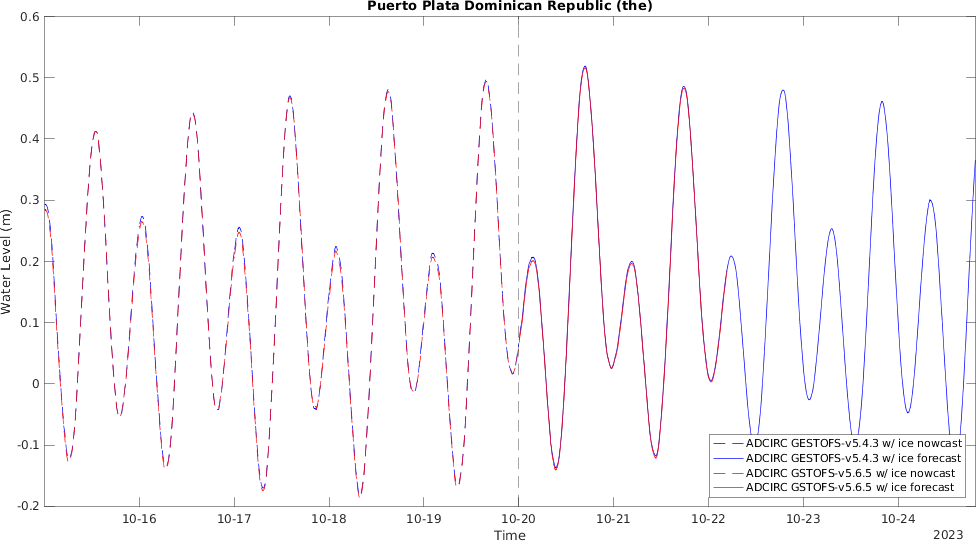 Puerto Plata Dominican Republic (the)
0.6
0.5
0.4
0.3
0.2
0.1
0
-0.1
-0.2
Water Level (m)
ADCIRC GESTOFS-v5.4.3 w/ ice nowcast
ADCIRC GESTOFS-v5.4.3 w/ ice forecast
ADCIRC GSTOFS-v5.6.5 w/ ice nowcast
ADCIRC GSTOFS-v5.6.5 w/ ice forecast
10-16 10-17 10-18 10-19 10-20 10-21 10-22 10-23 10-24
Time
2023